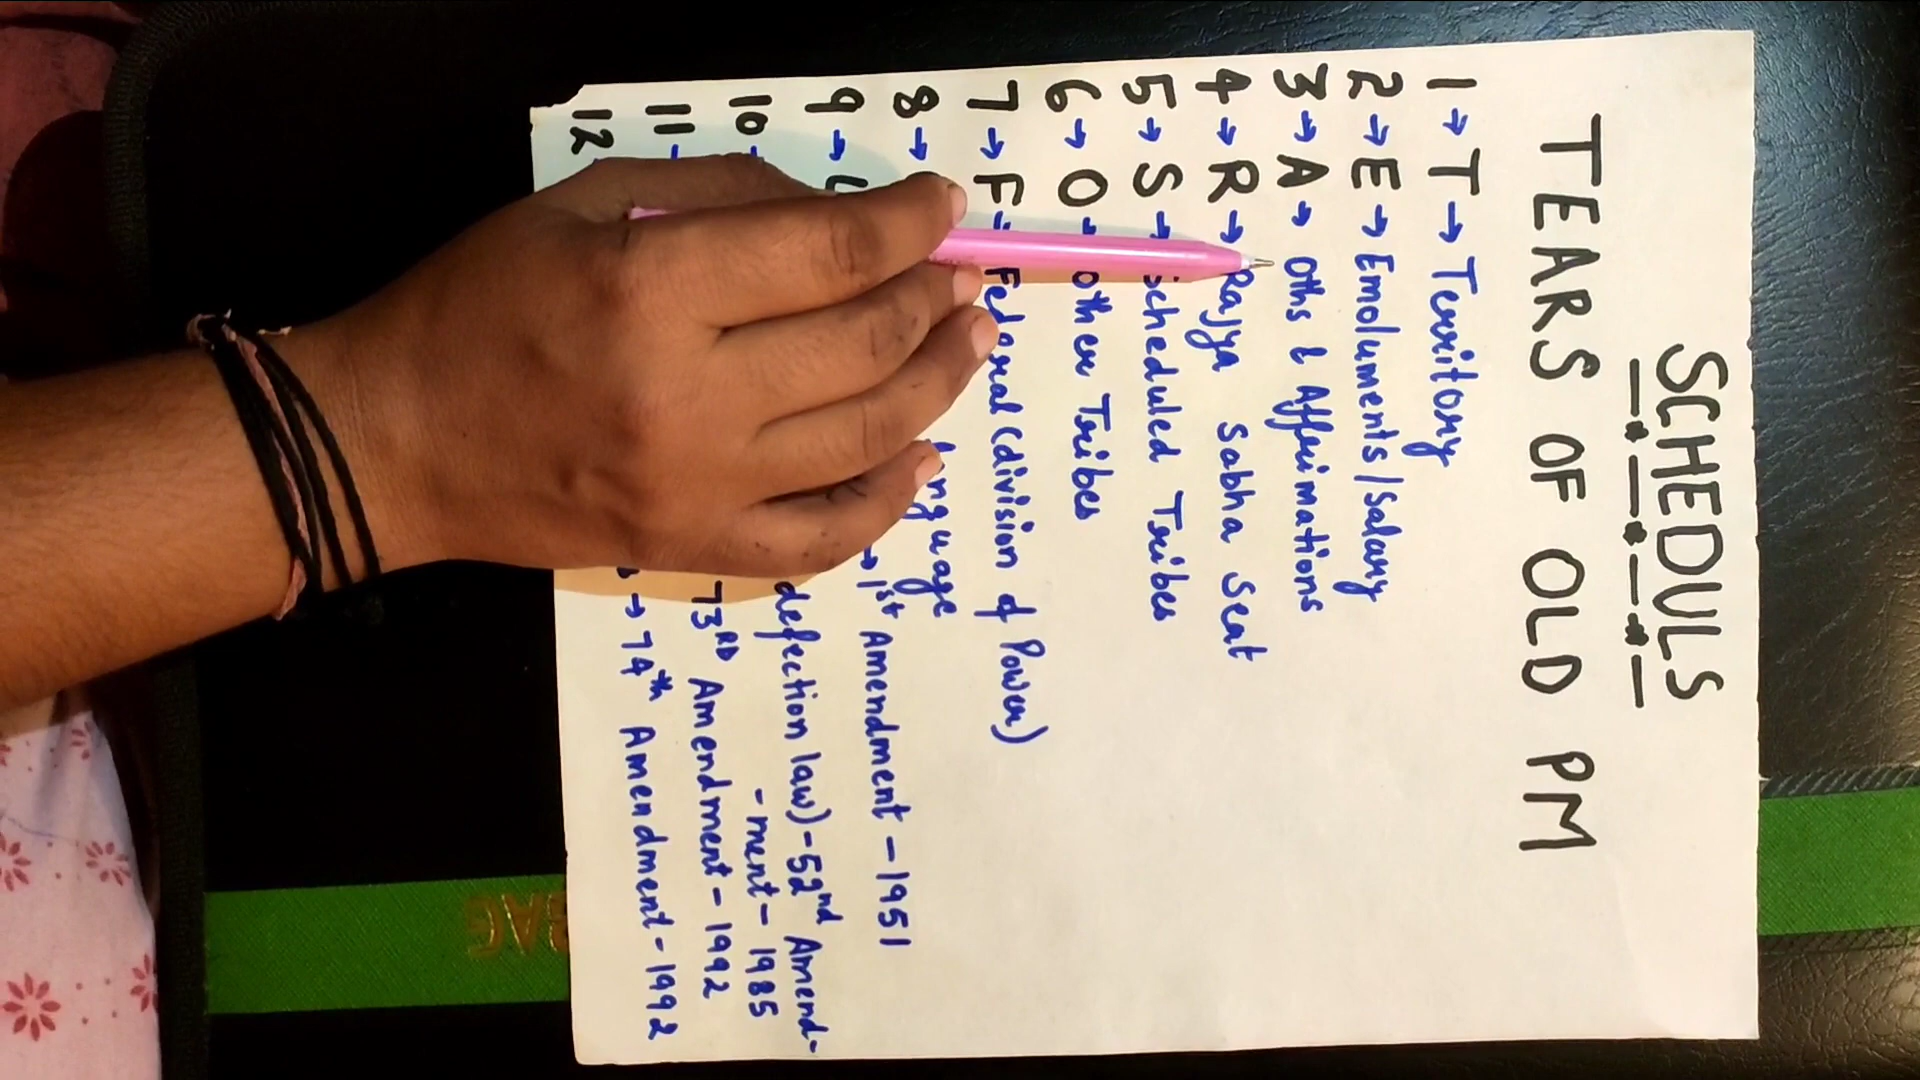 SCHEDULS
TEARS OF OLD PM
1 → T → Territory
2 → E → Emoluments/Salary
3 → A → Oths & Affrimations
4 → R → Rajya Sabha Seat
5 → S → Scheduled Tribes
6 → O → Other Tribes
7 → F → Federal (division of Power)
8 →
9 → L → 1st Amendment - 1951
10 defection law) - 52nd Amend-
- ment - 1985
11 73RD Amendment - 1992
12 → 74th Amendment - 1992